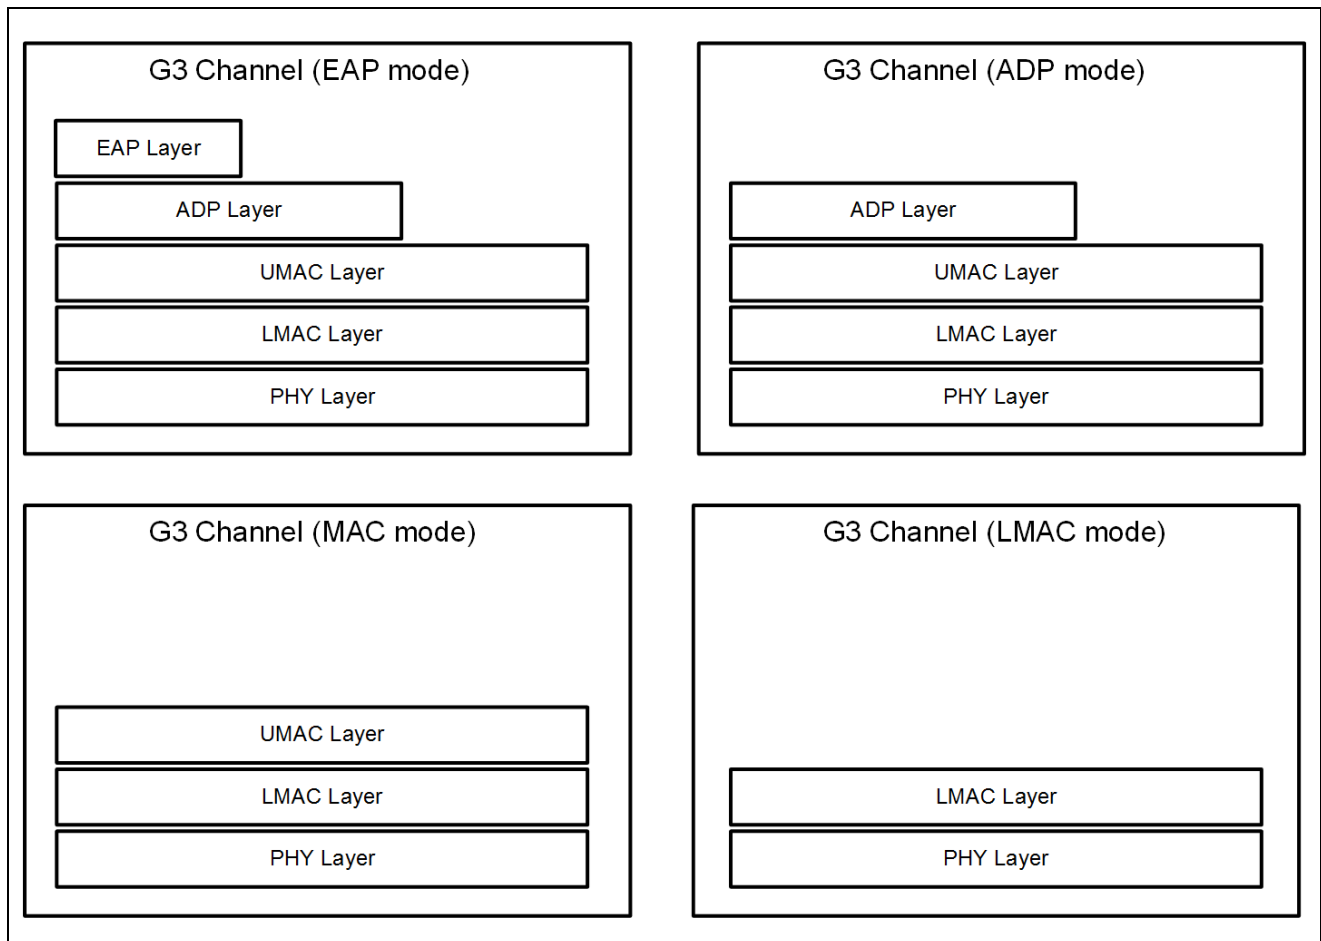 G3 Channel (EAP mode)
EAP Layer
ADP Layer
UMAC Layer
LMAC Layer
PHY Layer
G3 Channel (ADP mode)
ADP Layer
UMAC Layer
LMAC Layer
PHY Layer
G3 Channel (MAC mode)
UMAC Layer
LMAC Layer
PHY Layer
G3 Channel (LMAC mode)
LMAC Layer
PHY Layer